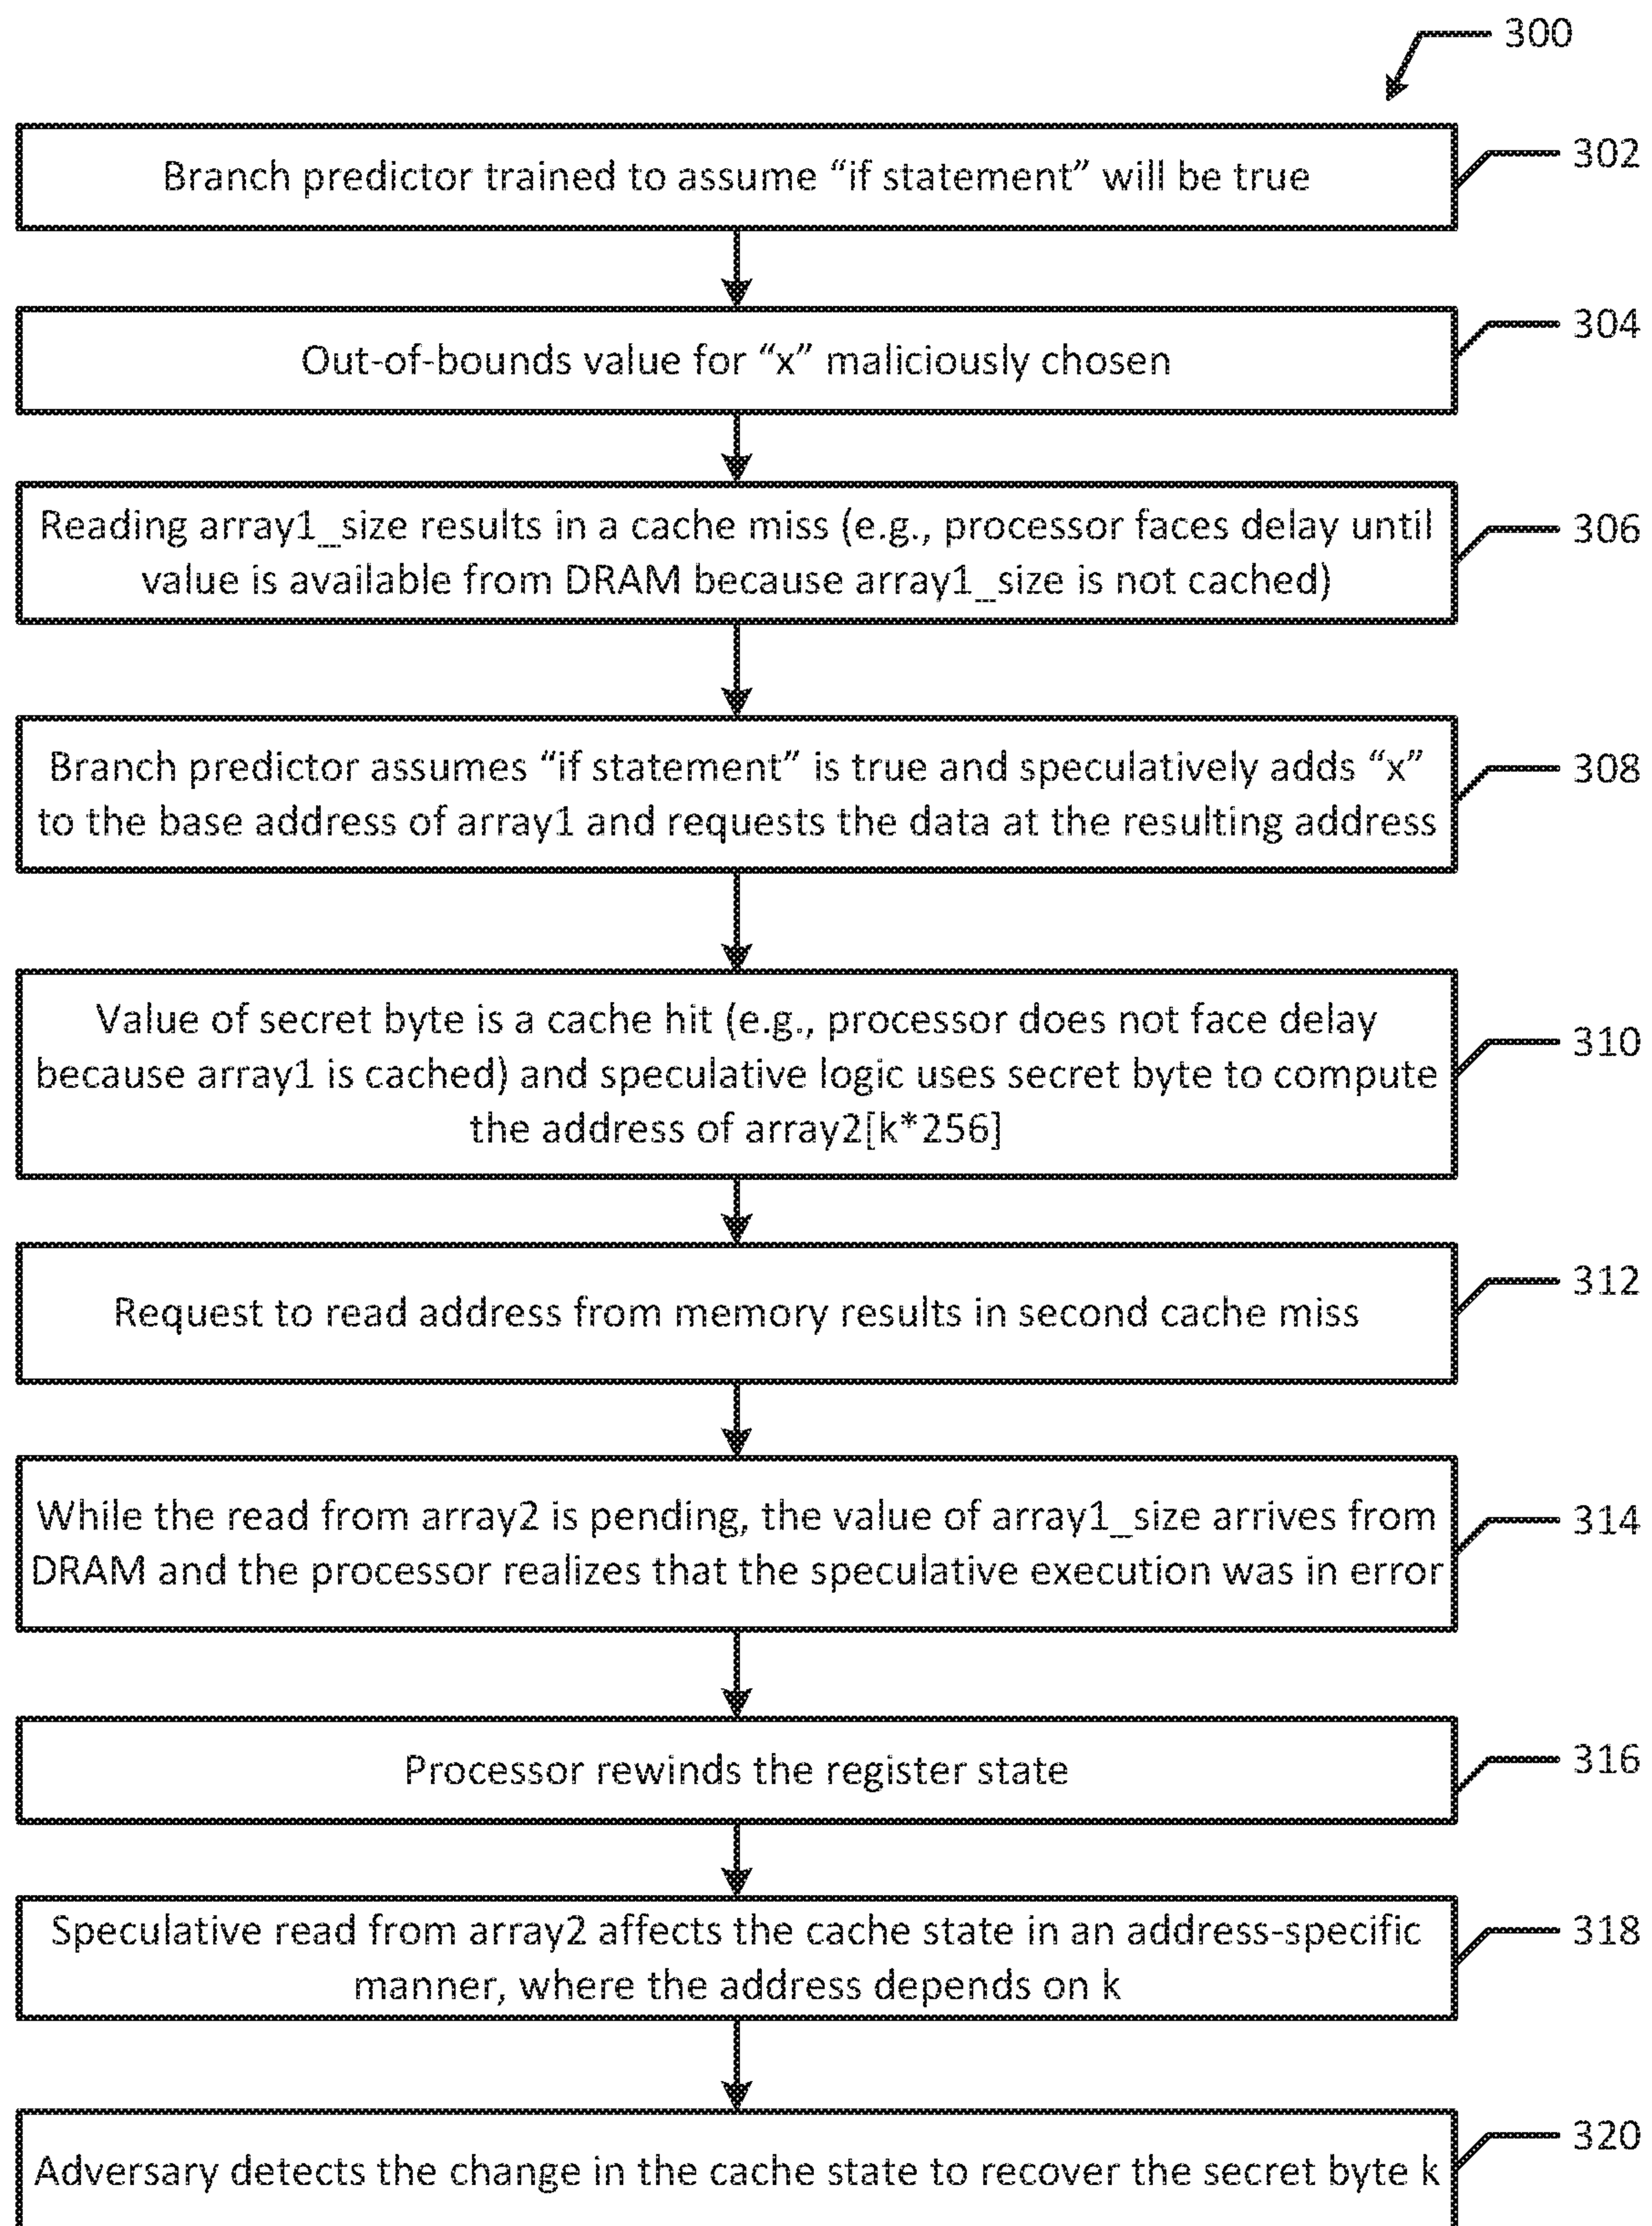 300
Branch predictor trained to assume “if statement” will be true
302
Out-of-bounds value for “x” maliciously chosen
304
Reading array1_size results in a cache miss (e.g., processor faces delay until
value is available from DRAM because array1_size is not cached)
306
Branch predictor assumes “if statement” is true and speculatively adds “x”
to the base address of array1 and requests the data at the resulting address
308
Value of secret byte is a cache hit (e.g., processor does not face delay
because array1 is cached) and speculative logic uses secret byte to compute
the address of array2[k*256]
310
Request to read address from memory results in second cache miss
312
While the read from array2 is pending, the value of array1_size arrives from
DRAM and the processor realizes that the speculative execution was in error
314
Processor rewinds the register state
316
Speculative read from array2 affects the cache state in an address-specific
manner, where the address depends on k
318
Adversary detects the change in the cache state to recover the secret byte k
320